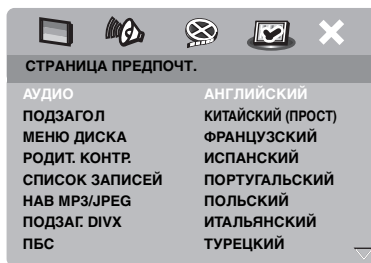 СТРАНИЦА ПРЕДПОЧТ.
АУДИО АНГЛИЙСКИЙ
ПОДЗАГОЛ КИТАЙСКИЙ (ПРОСТ)
МЕНЮ ДИСКА ФРАНЦУЗСКИЙ
РОДИТ. КОНТР. ИСПАНСКИЙ
СПИСОК ЗАПИСЕЙ ПОРТУГАЛЬСКИЙ
НАВ MP3/JPEG ПОЛЬСКИЙ
ПОДЗАГ. DIVX ИТАЛЬЯНСКИЙ
ПБС ТУРЕЦКИЙ